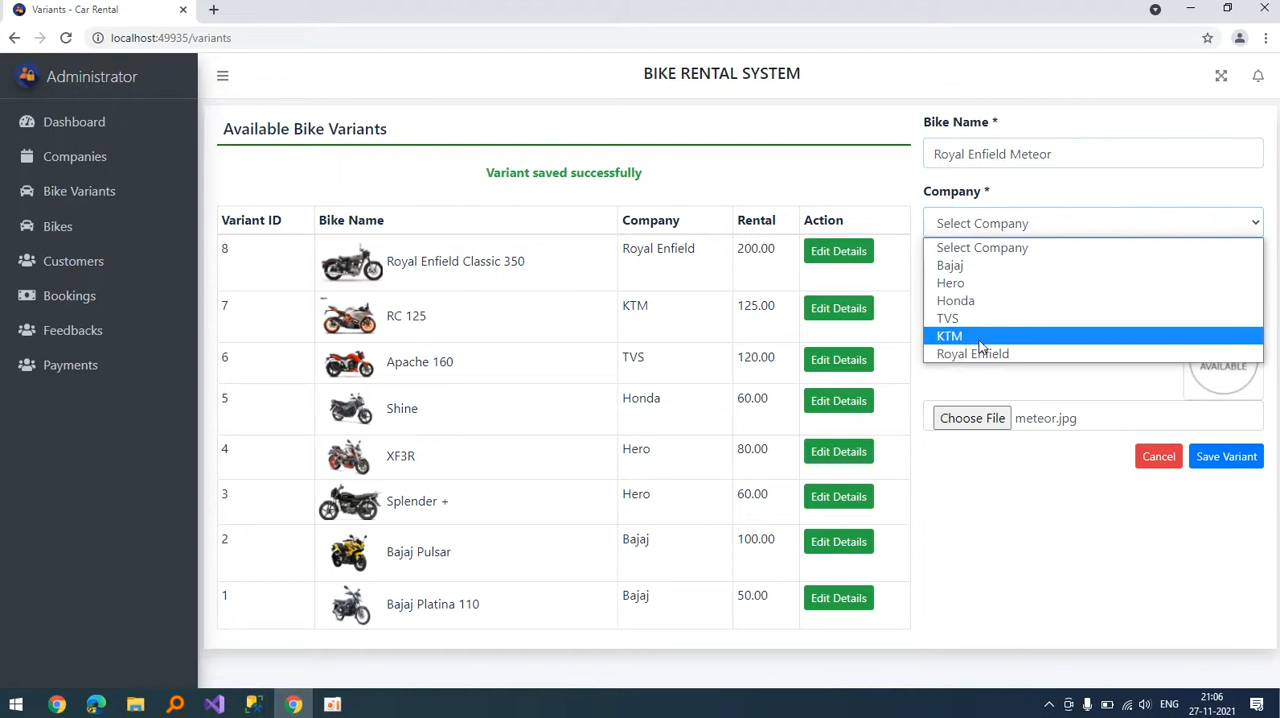 Variants - Car Rental
localhost:49935/variants
Administrator
BIKE RENTAL SYSTEM
Dashboard
Companies
Bike Variants
Bikes
Customers
Bookings
Feedbacks
Payments
Available Bike Variants
Variant saved successfully
Variant ID Bike Name Company Rental Action
8 Royal Enfield Classic 350 Royal Enfield 200.00 Edit Details
7 RC 125 KTM 125.00 Edit Details
6 Apache 160 TVS 120.00 Edit Details
5 Shine Honda 60.00 Edit Details
4 XF3R Hero 80.00 Edit Details
3 Splender + Hero 60.00 Edit Details
2 Bajaj Pulsar Bajaj 100.00 Edit Details
1 Bajaj Platina 110 Bajaj 50.00 Edit Details
Bike Name *
Royal Enfield Meteor
Company *
Select Company
Select Company
Bajaj
Hero
Honda
TVS
KTM
Royal Enfield
AVAILABLE
Choose File meteor.jpg
Cancel Save Variant
ENG
21:06
27-11-2021